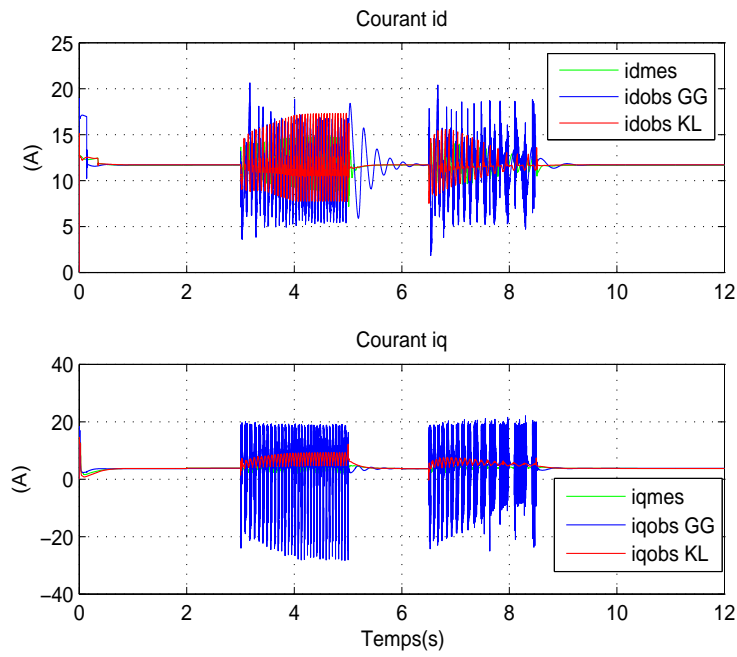 Courant id
25
20
15
10
5
0
(A)
idmes
idobs GG
idobs KL
0 2 4 6 8 10 12
Courant iq
40
20
0
−20
−40
(A)
iqmes
iqobs GG
iqobs KL
0 2 4 6 8 10 12
Temps(s)